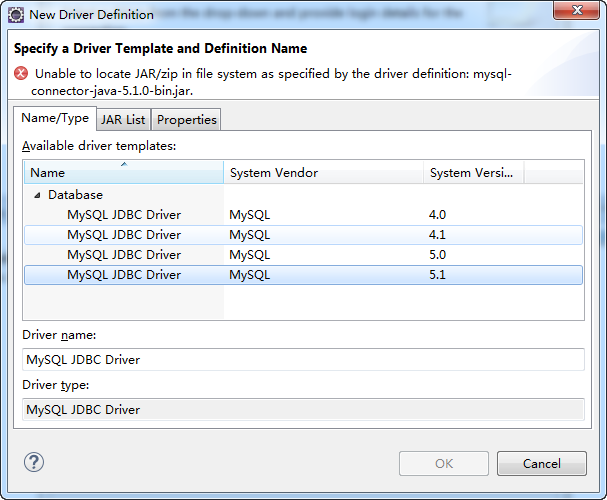 New Driver Definition
Specify a Driver Template and Definition Name
Unable to locate JAR/zip in file system as specified by the driver definition: mysql-
connector-java-5.1.0-bin.jar.
Name/Type JAR List Properties
Available driver templates:
Name System Vendor System Versi...
Database
MySQL JDBC Driver MySQL 4.0
MySQL JDBC Driver MySQL 4.1
MySQL JDBC Driver MySQL 5.0
MySQL JDBC Driver MySQL 5.1
Driver name:
MySQL JDBC Driver
Driver type:
MySQL JDBC Driver
? OK Cancel